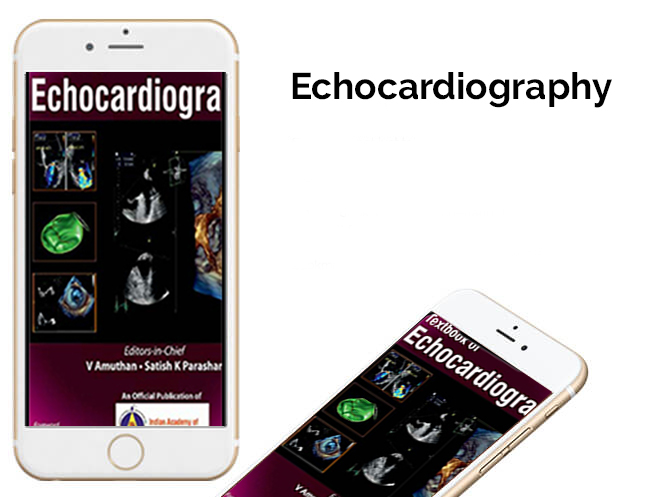 Echocardiography
Echocardiogra
Editors-in-Chief
V Amuthan • Satish K Parashar
An Official Publication of
Indian Academy of
Textbook of
Echocardiogra
V Amu